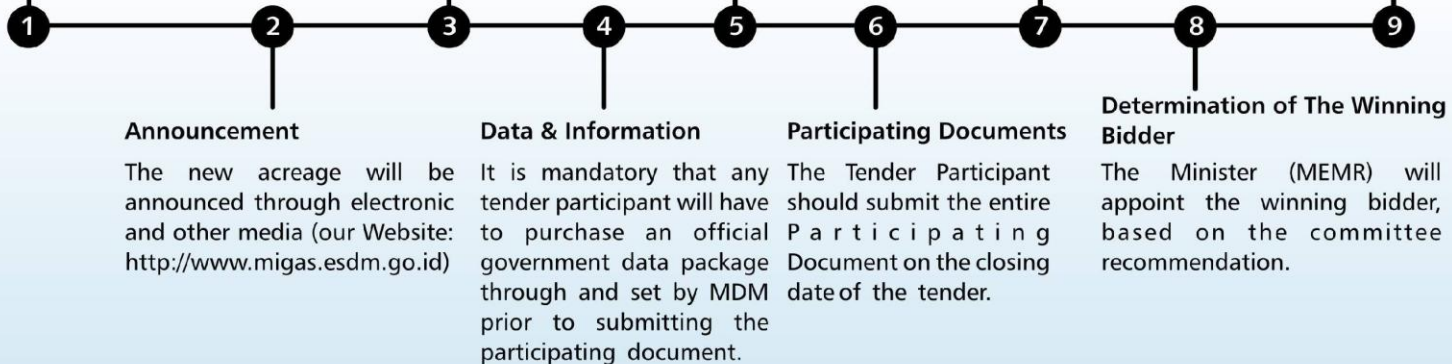 1 2 3 4 5 6 7 8 9
Announcement
The new acreage will be
announced through electronic
and other media (our Website:
http://www.migas.esdm.go.id)
Data & Information
It is mandatory that any
tender participant will have
to purchase an official
government data package
through and set by MDM
prior to submitting the
participating document.
Participating Documents
The Tender Participant
should submit the entire
Participating
Document on the closing
date of the tender.
Determination of The Winning
Bidder
The Minister (MEMR) will
appoint the winning bidder,
based on the committee
recommendation.